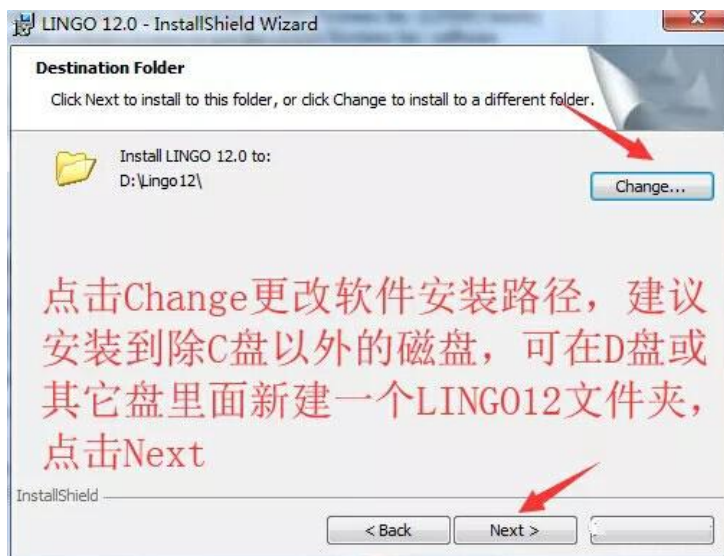 LINGO 12.0 - InstallShield Wizard
Destination Folder
Click Next to install to this folder, or click Change to install to a different folder.
Install LINGO 12.0 to:
D:\Lingo12\
Change...
点击Change更改软件安装路径，建议
安装到除C盘以外的磁盘，可在D盘或
其它盘里面新建一个LINGO12文件夹，
点击Next
InstallShield
< Back
Next >